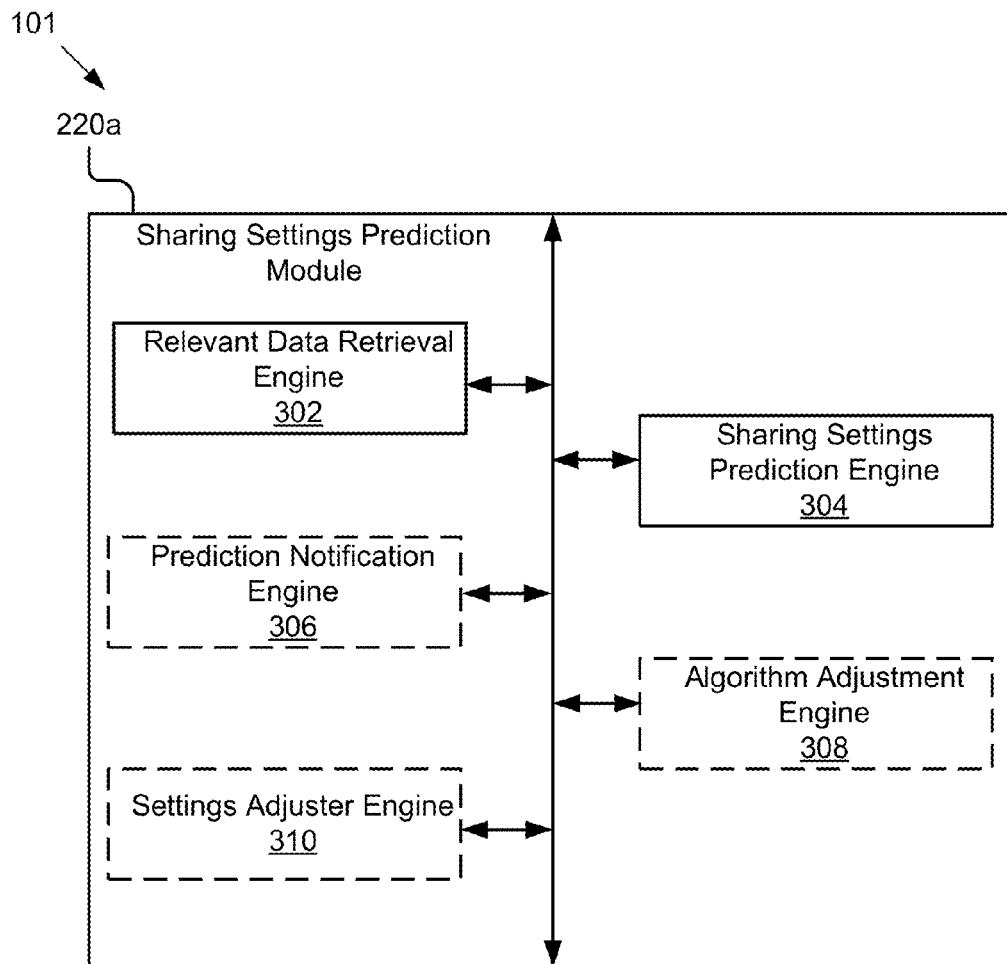 101
220a
Sharing Settings Prediction
Module
Relevant Data Retrieval
Engine
302
Sharing Settings
Prediction Engine
304
Prediction Notification
Engine
306
Algorithm Adjustment
Engine
308
Settings Adjuster Engine
310